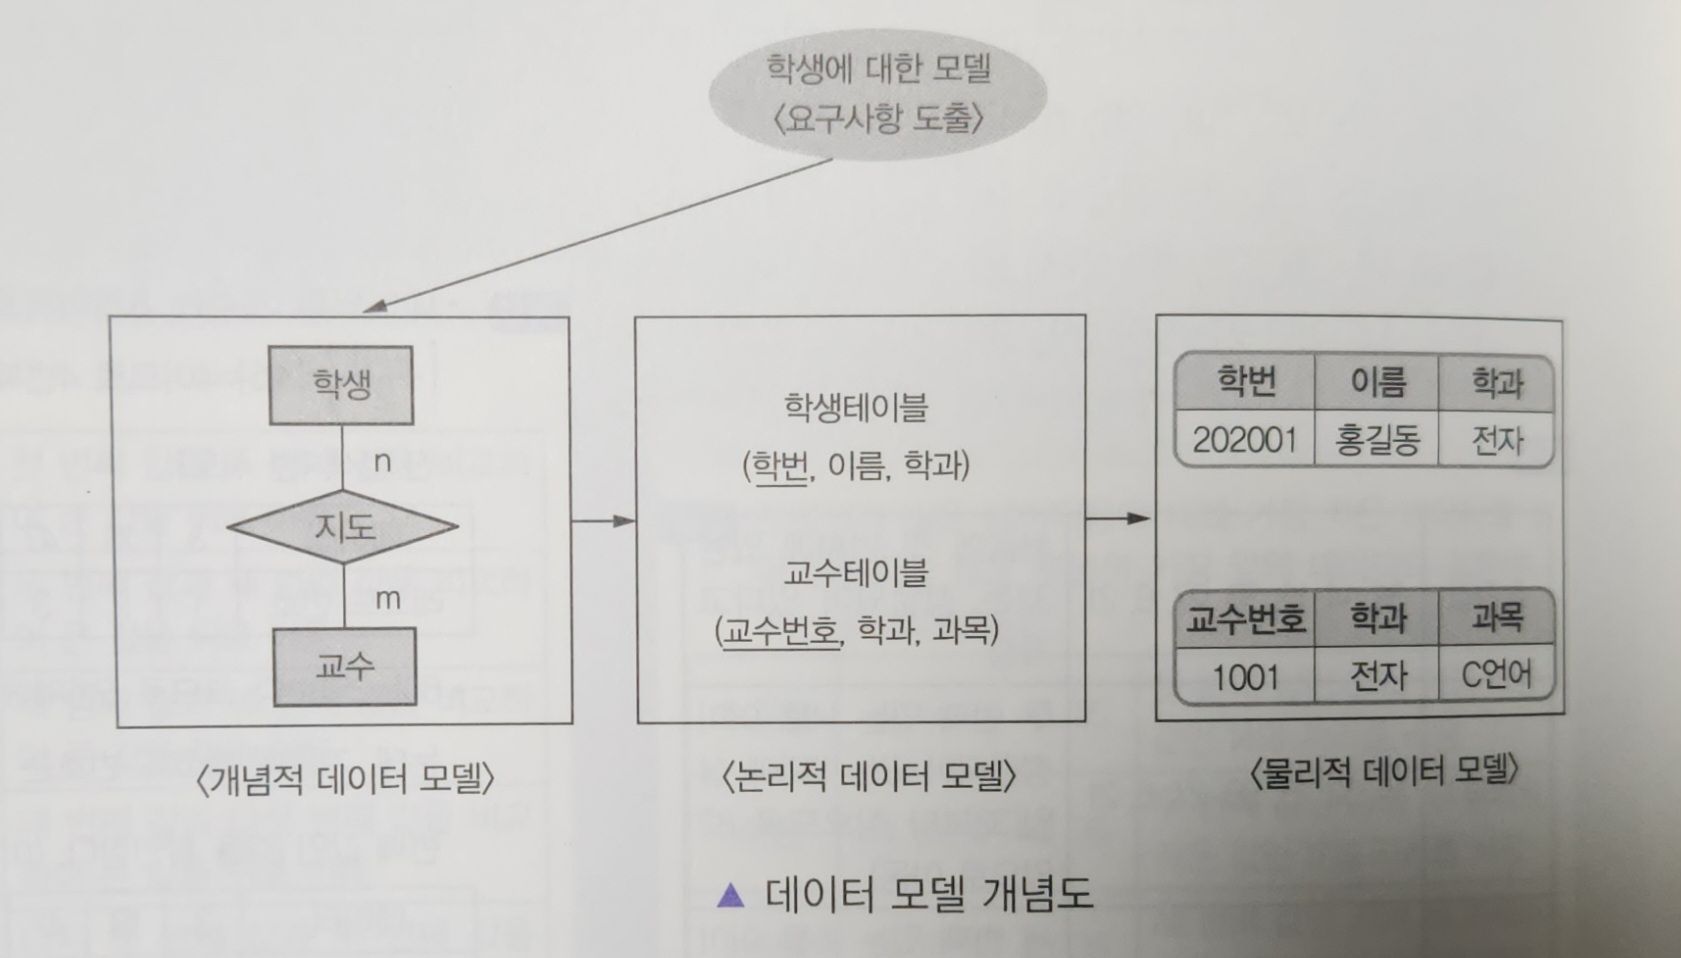 학생에 대한 모델
〈요구사항 도출〉
학생
n
지도
m
교수
〈개념적 데이터 모델〉
학생테이블
(학번, 이름, 학과)
교수테이블
(교수번호, 학과, 과목)
〈논리적 데이터 모델〉
학번 이름 학과
202001 홍길동 전자
교수번호 학과 과목
1001 전자 C언어
〈물리적 데이터 모델〉
▲ 데이터 모델 개념도